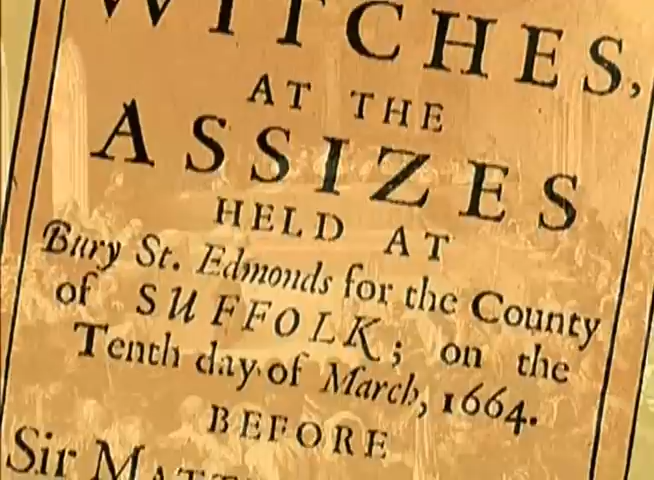 WITCHES,
AT THE
ASSIZES
HELD AT
Bury St. Edmonds for the County
of SUFFOLK; on the
Tenth day of March, 1664.
BEFORE
Sir